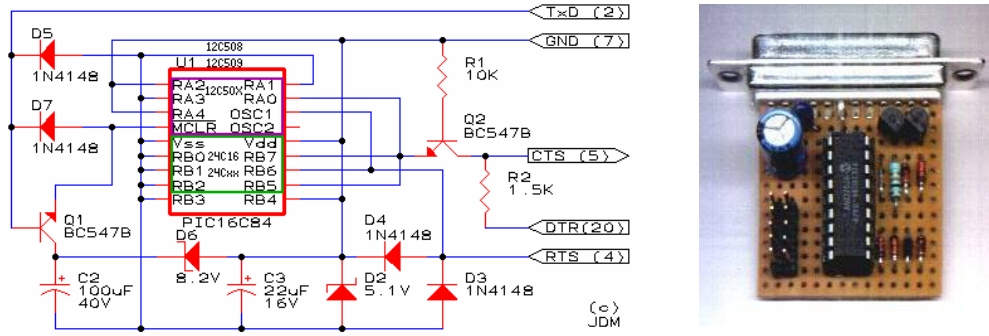 TxD (2)
GND (7)
D5
1N4148
12C508
12C509
U1
12C50X
RA2
RA1
RA3
RA0
RA4
OSC1
MCLR
OSC2
Vss
Vdd
RB0
24C16
RB7
RB1
24Cxx
RB6
RB2
RB5
RB3
RB4
PIC16C84
D7
1N4148
R1
10K
Q2
BC547B
CTS (5)
R2
1.5K
DTR(20)
RTS (4)
Q1
BC547B
D6
8.2V
D4
1N4148
C2
100uF
40V
C3
22uF
16V
D2
5.1V
D3
1N4148
(c)
JDM